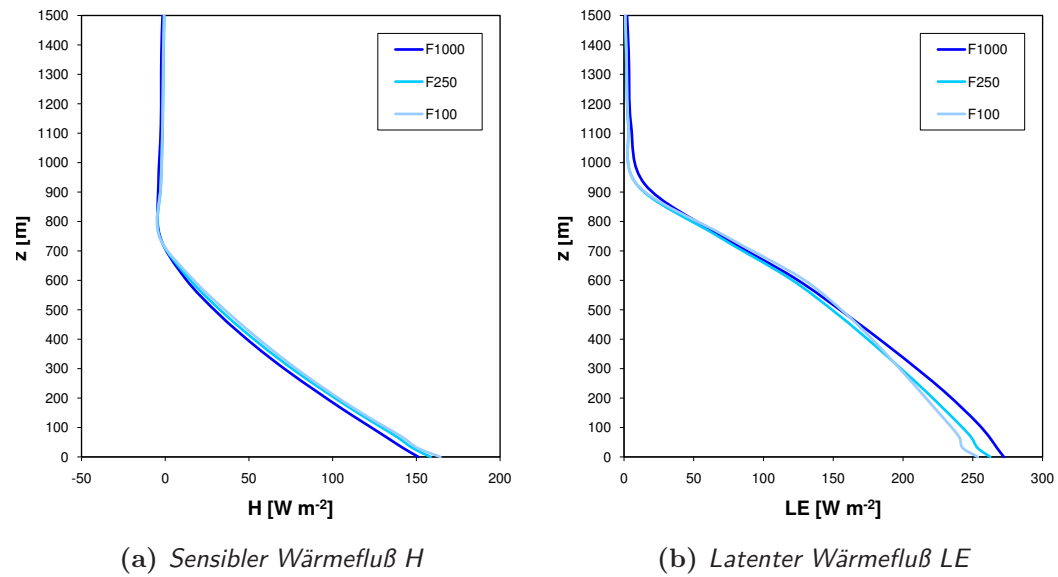 1500
1400
1300
1200
1100
1000
900
800
700
600
500
400
300
200
100
0
z [m]
F1000
F250
F100
-50 0 50 100 150 200
H [W m-2]
(a) Sensibler Wärmefluß H
1500
1400
1300
1200
1100
1000
900
800
700
600
500
400
300
200
100
0
z [m]
F1000
F250
F100
0 50 100 150 200 250 300
LE [W m-2]
(b) Latenter Wärmefluß LE